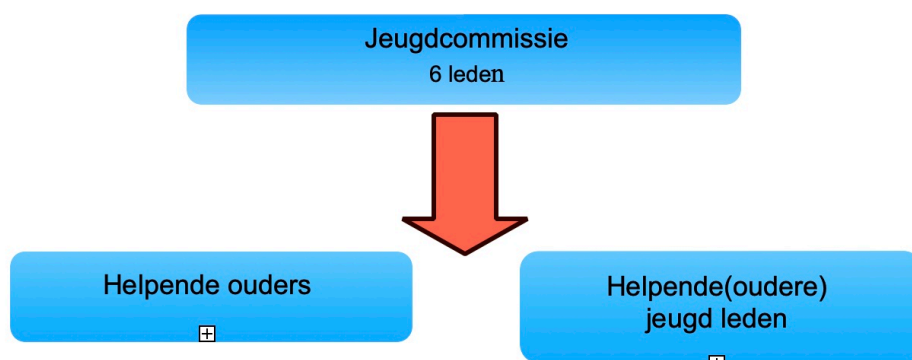 Jeugdcommissie
6 leden
Helpende ouders
Helpende(oudere)
jeugd leden